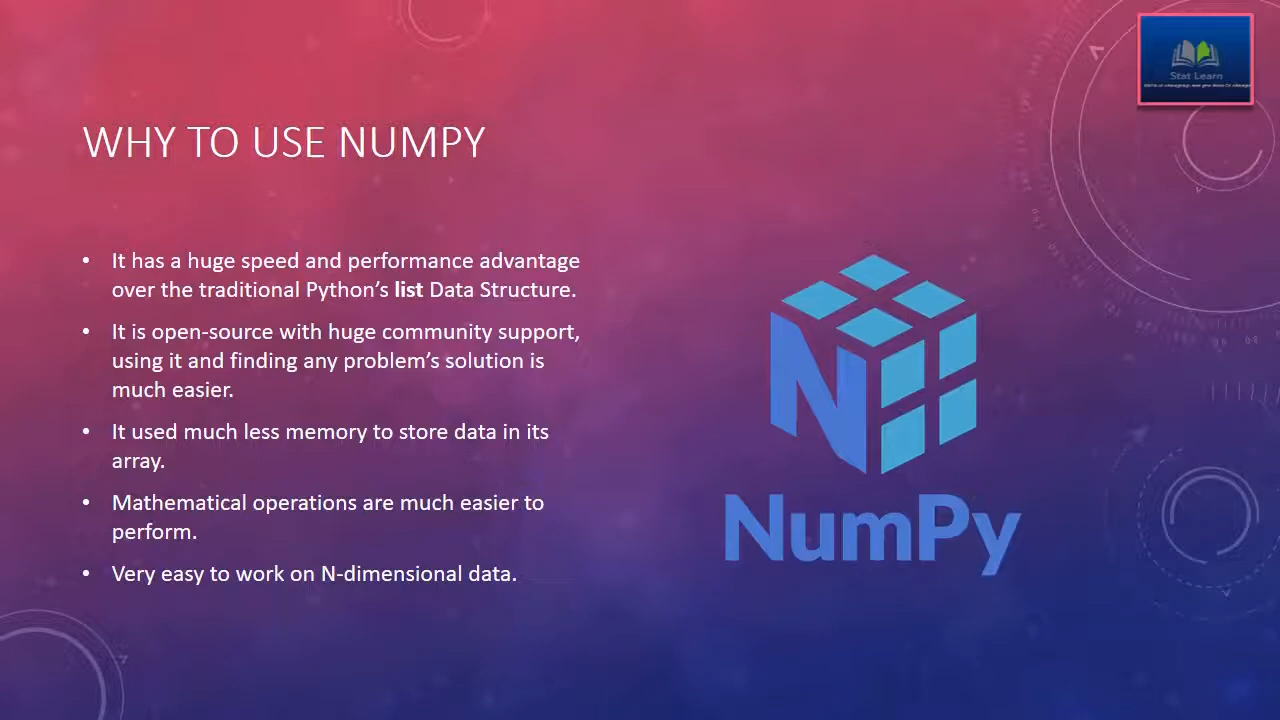 Stat Learn
WHY TO USE NUMPY
• It has a huge speed and performance advantage
over the traditional Python's list Data Structure.
• It is open-source with huge community support,
using it and finding any problem's solution is
much easier.
• It used much less memory to store data in its
array.
• Mathematical operations are much easier to
perform.
• Very easy to work on N-dimensional data.
N
NumPy